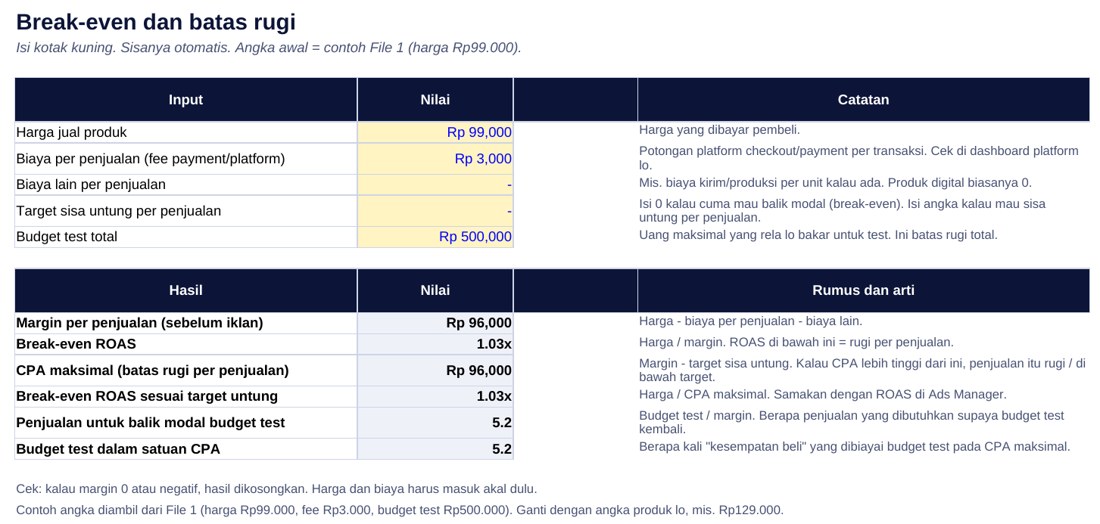 Break-even dan batas rugi
Isi kotak kuning. Sisanya otomatis. Angka awal = contoh File 1 (harga Rp99.000).
Input Nilai Catatan
Harga jual produk Rp 99,000 Harga yang dibayar pembeli.
Biaya per penjualan (fee payment/platform) Rp 3,000 Potongan platform checkout/payment per transaksi. Cek di dashboard platform
lo.
Biaya lain per penjualan - Mis. biaya kirim/produksi per unit kalau ada. Produk digital biasanya 0.
Target sisa untung per penjualan - Isi 0 kalau cuma mau balik modal (break-even). Isi angka kalau mau sisa
untung per penjualan.
Budget test total Rp 500,000 Uang maksimal yang rela lo bakar untuk test. Ini batas rugi total.
Hasil Nilai Rumus dan arti
Margin per penjualan (sebelum iklan) Rp 96,000 Harga - biaya per penjualan - biaya lain.
Break-even ROAS 1.03x Harga / margin. ROAS di bawah ini = rugi per penjualan.
CPA maksimal (batas rugi per penjualan) Rp 96,000 Margin - target sisa untung. Kalau CPA lebih tinggi dari ini, penjualan itu rugi / di
bawah target.
Break-even ROAS sesuai target untung 1.03x Harga / CPA maksimal. Samakan dengan ROAS di Ads Manager.
Penjualan untuk balik modal budget test 5.2 Budget test / margin. Berapa penjualan yang dibutuhkan supaya budget test
kembali.
Budget test dalam satuan CPA 5.2 Berapa kali "kesempatan beli" yang dibiayai budget test pada CPA maksimal.
Cek: kalau margin 0 atau negatif, hasil dikosongkan. Harga dan biaya harus masuk akal dulu.
Contoh angka diambil dari File 1 (harga Rp99.000, fee Rp3.000, budget test Rp500.000). Ganti dengan angka produk lo, mis. Rp129.000.